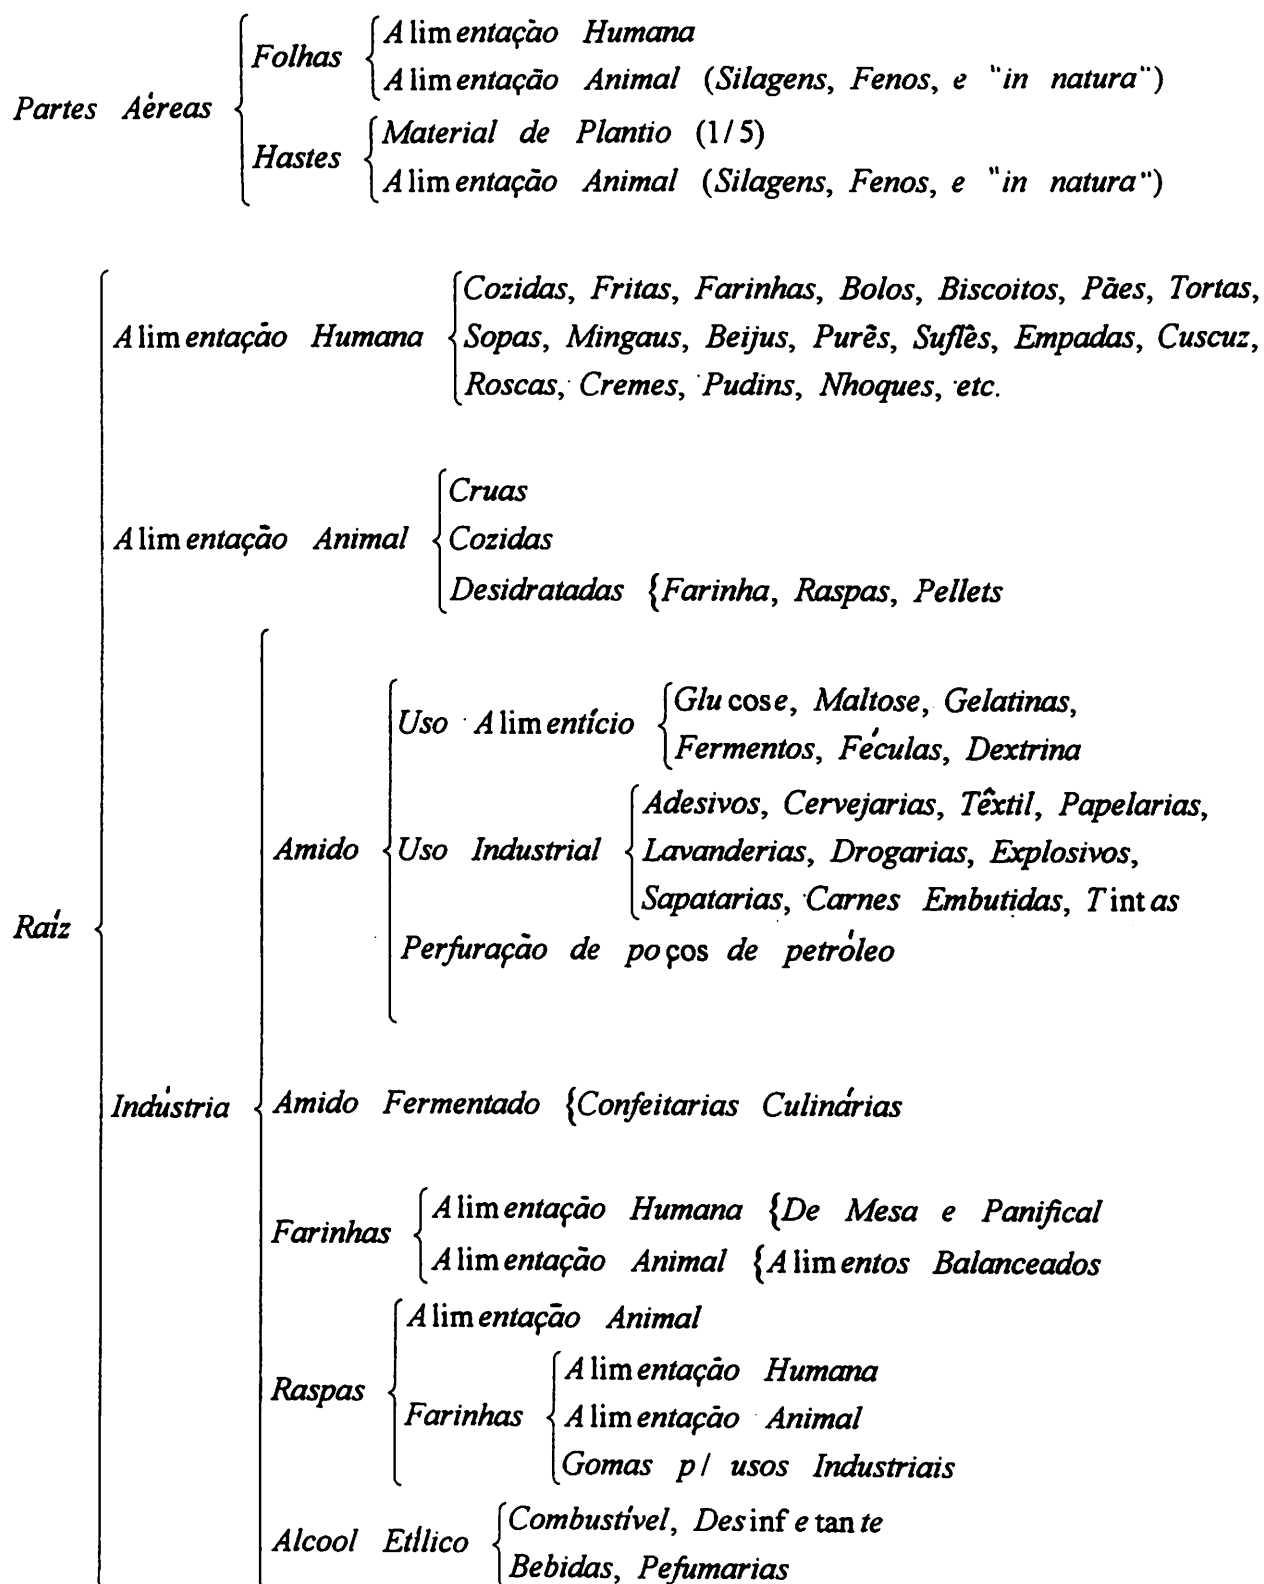 Partes Aéreas
Folhas
Alimentação Humana
Alimentação Animal (Silagens, Fenos, e "in natura")
Hastes
Material de Plantio (1/5)
Alimentação Animal (Silagens, Fenos, e "in natura")
Raíz
Alimentação Humana
Cozidas, Fritas, Farinhas, Bolos, Biscoitos, Pães, Tortas,
Sopas, Mingaus, Beijus, Purês, Suflês, Empadas, Cuscuz,
Roscas, Cremes, Pudins, Nhoques, etc.
Alimentação Animal
Cruas
Cozidas
Desidratadas {Farinha, Raspas, Pellets
Indústria
Amido
Uso Alimentício
Glucose, Maltose, Gelatinas,
Fermentos, Féculas, Dextrina
Uso Industrial
Adesivos, Cervejarias, Têxtil, Papelarias,
Lavanderias, Drogarias, Explosivos,
Sapatarias, Carnes Embutidas, Tintas
Perfuração de poços de petróleo
Amido Fermentado {Confeitarias Culinárias
Farinhas
Alimentação Humana {De Mesa e Panifical
Alimentação Animal {Alimentos Balanceados
Raspas
Alimentação Animal
Farinhas
Alimentação Humana
Alimentação Animal
Gomas p/ usos Industriais
Alcool Etílico
Combustível, Desinfetante
Bebidas, Pefumarias